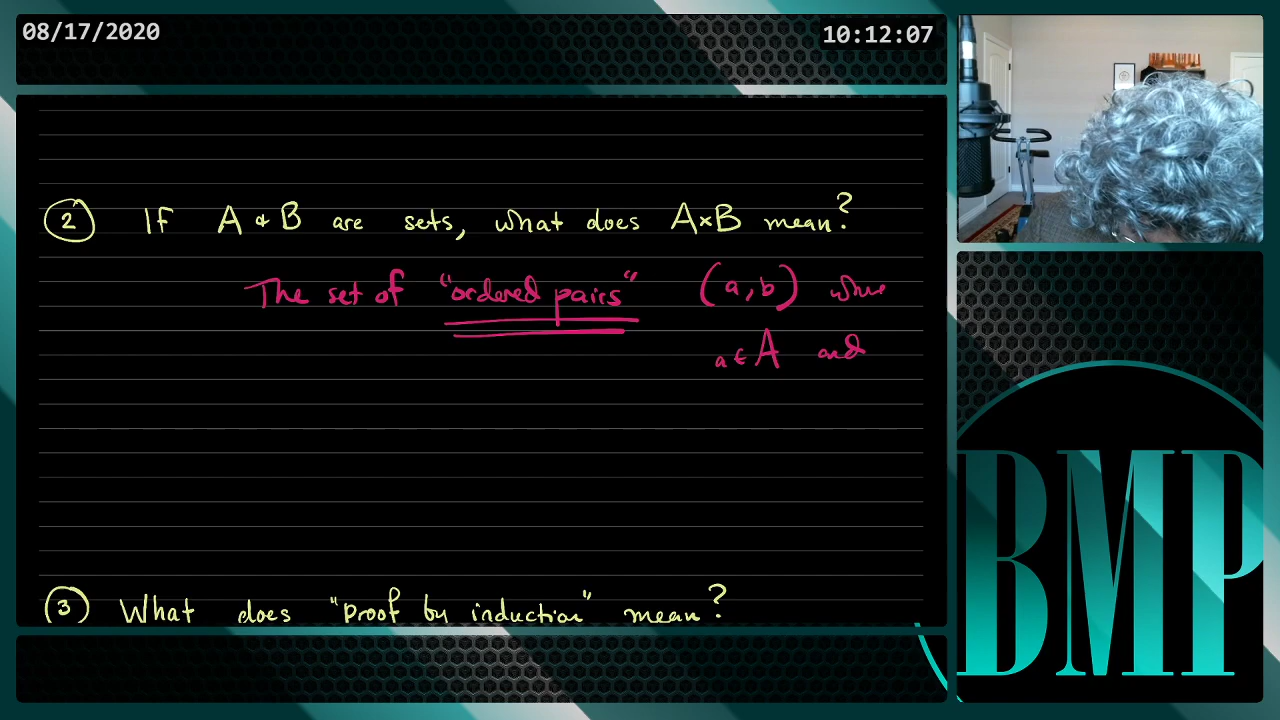 08/17/2020
10:12:07
2 If A & B are sets, what does A×B mean?
The set of "ordered pairs" (a, b) where
a ∈ A and
3 What does "proof by induction" mean?
BMP